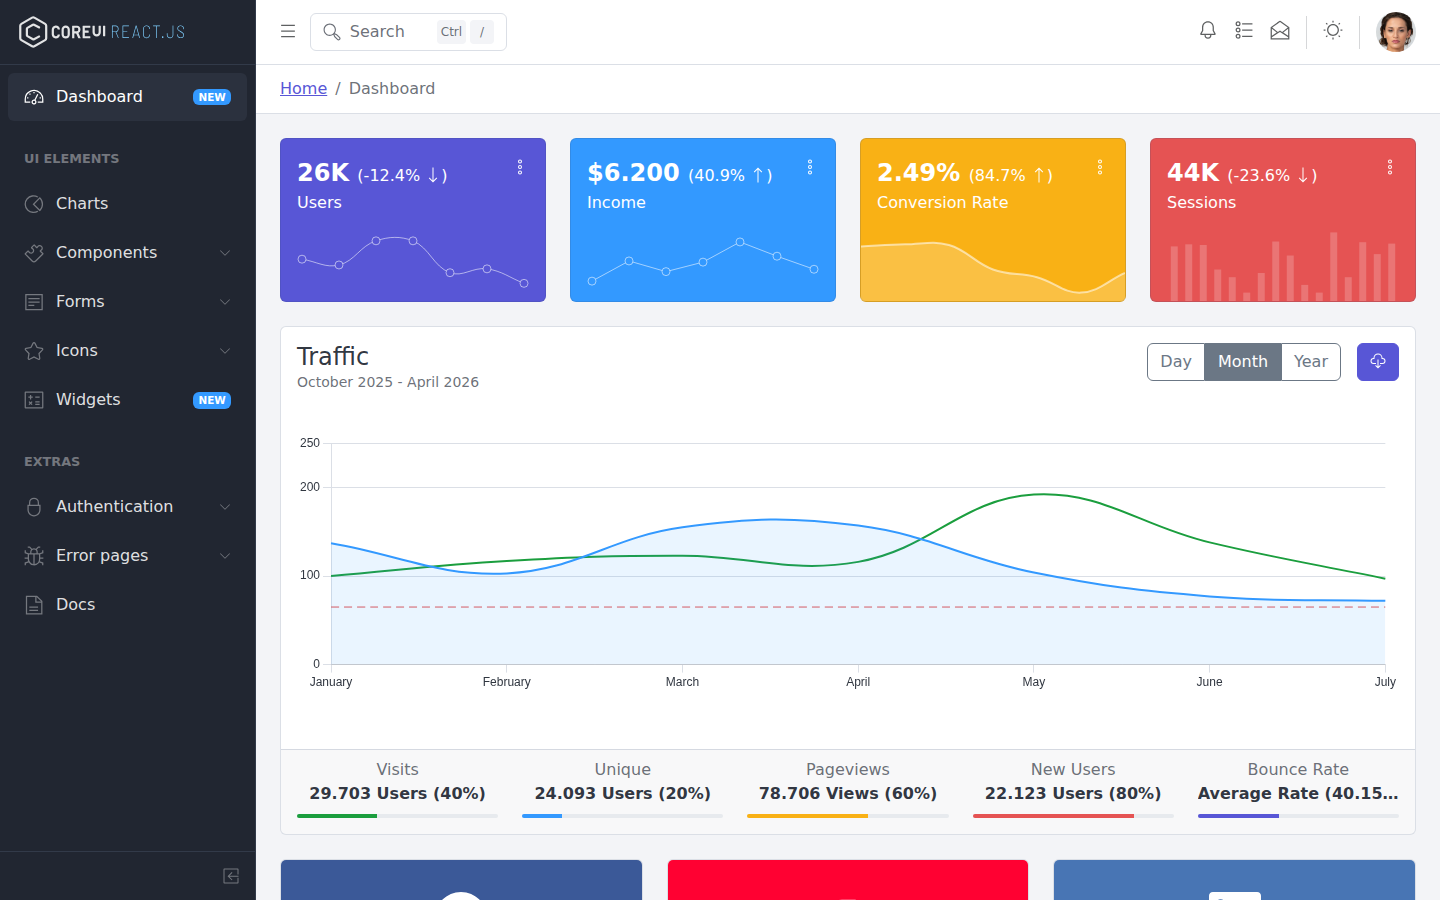 COREUI REACT.JS
Dashboard NEW
UI ELEMENTS
Charts
Components
Forms
Icons
Widgets NEW
EXTRAS
Authentication
Error pages
Docs
Search Ctrl /
Home / Dashboard
26K (-12.4% ↓)
Users
$6.200 (40.9% ↑)
Income
2.49% (84.7% ↑)
Conversion Rate
44K (-23.6% ↓)
Sessions
Traffic
October 2025 - April 2026
Day Month Year
250
200
100
0
January February March April May June July
Visits
29.703 Users (40%)
Unique
24.093 Users (20%)
Pageviews
78.706 Views (60%)
New Users
22.123 Users (80%)
Bounce Rate
Average Rate (40.15...